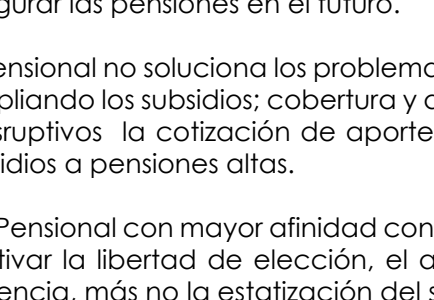 gurar las pensiones en el futuro.
ensional no soluciona los problema
pliando los subsidios; cobertura y
sruptivos la cotización de aporte
idios a pensiones altas.
Pensional con mayor afinidad con
tivar la libertad de elección, el
encia, más no la estatización del s